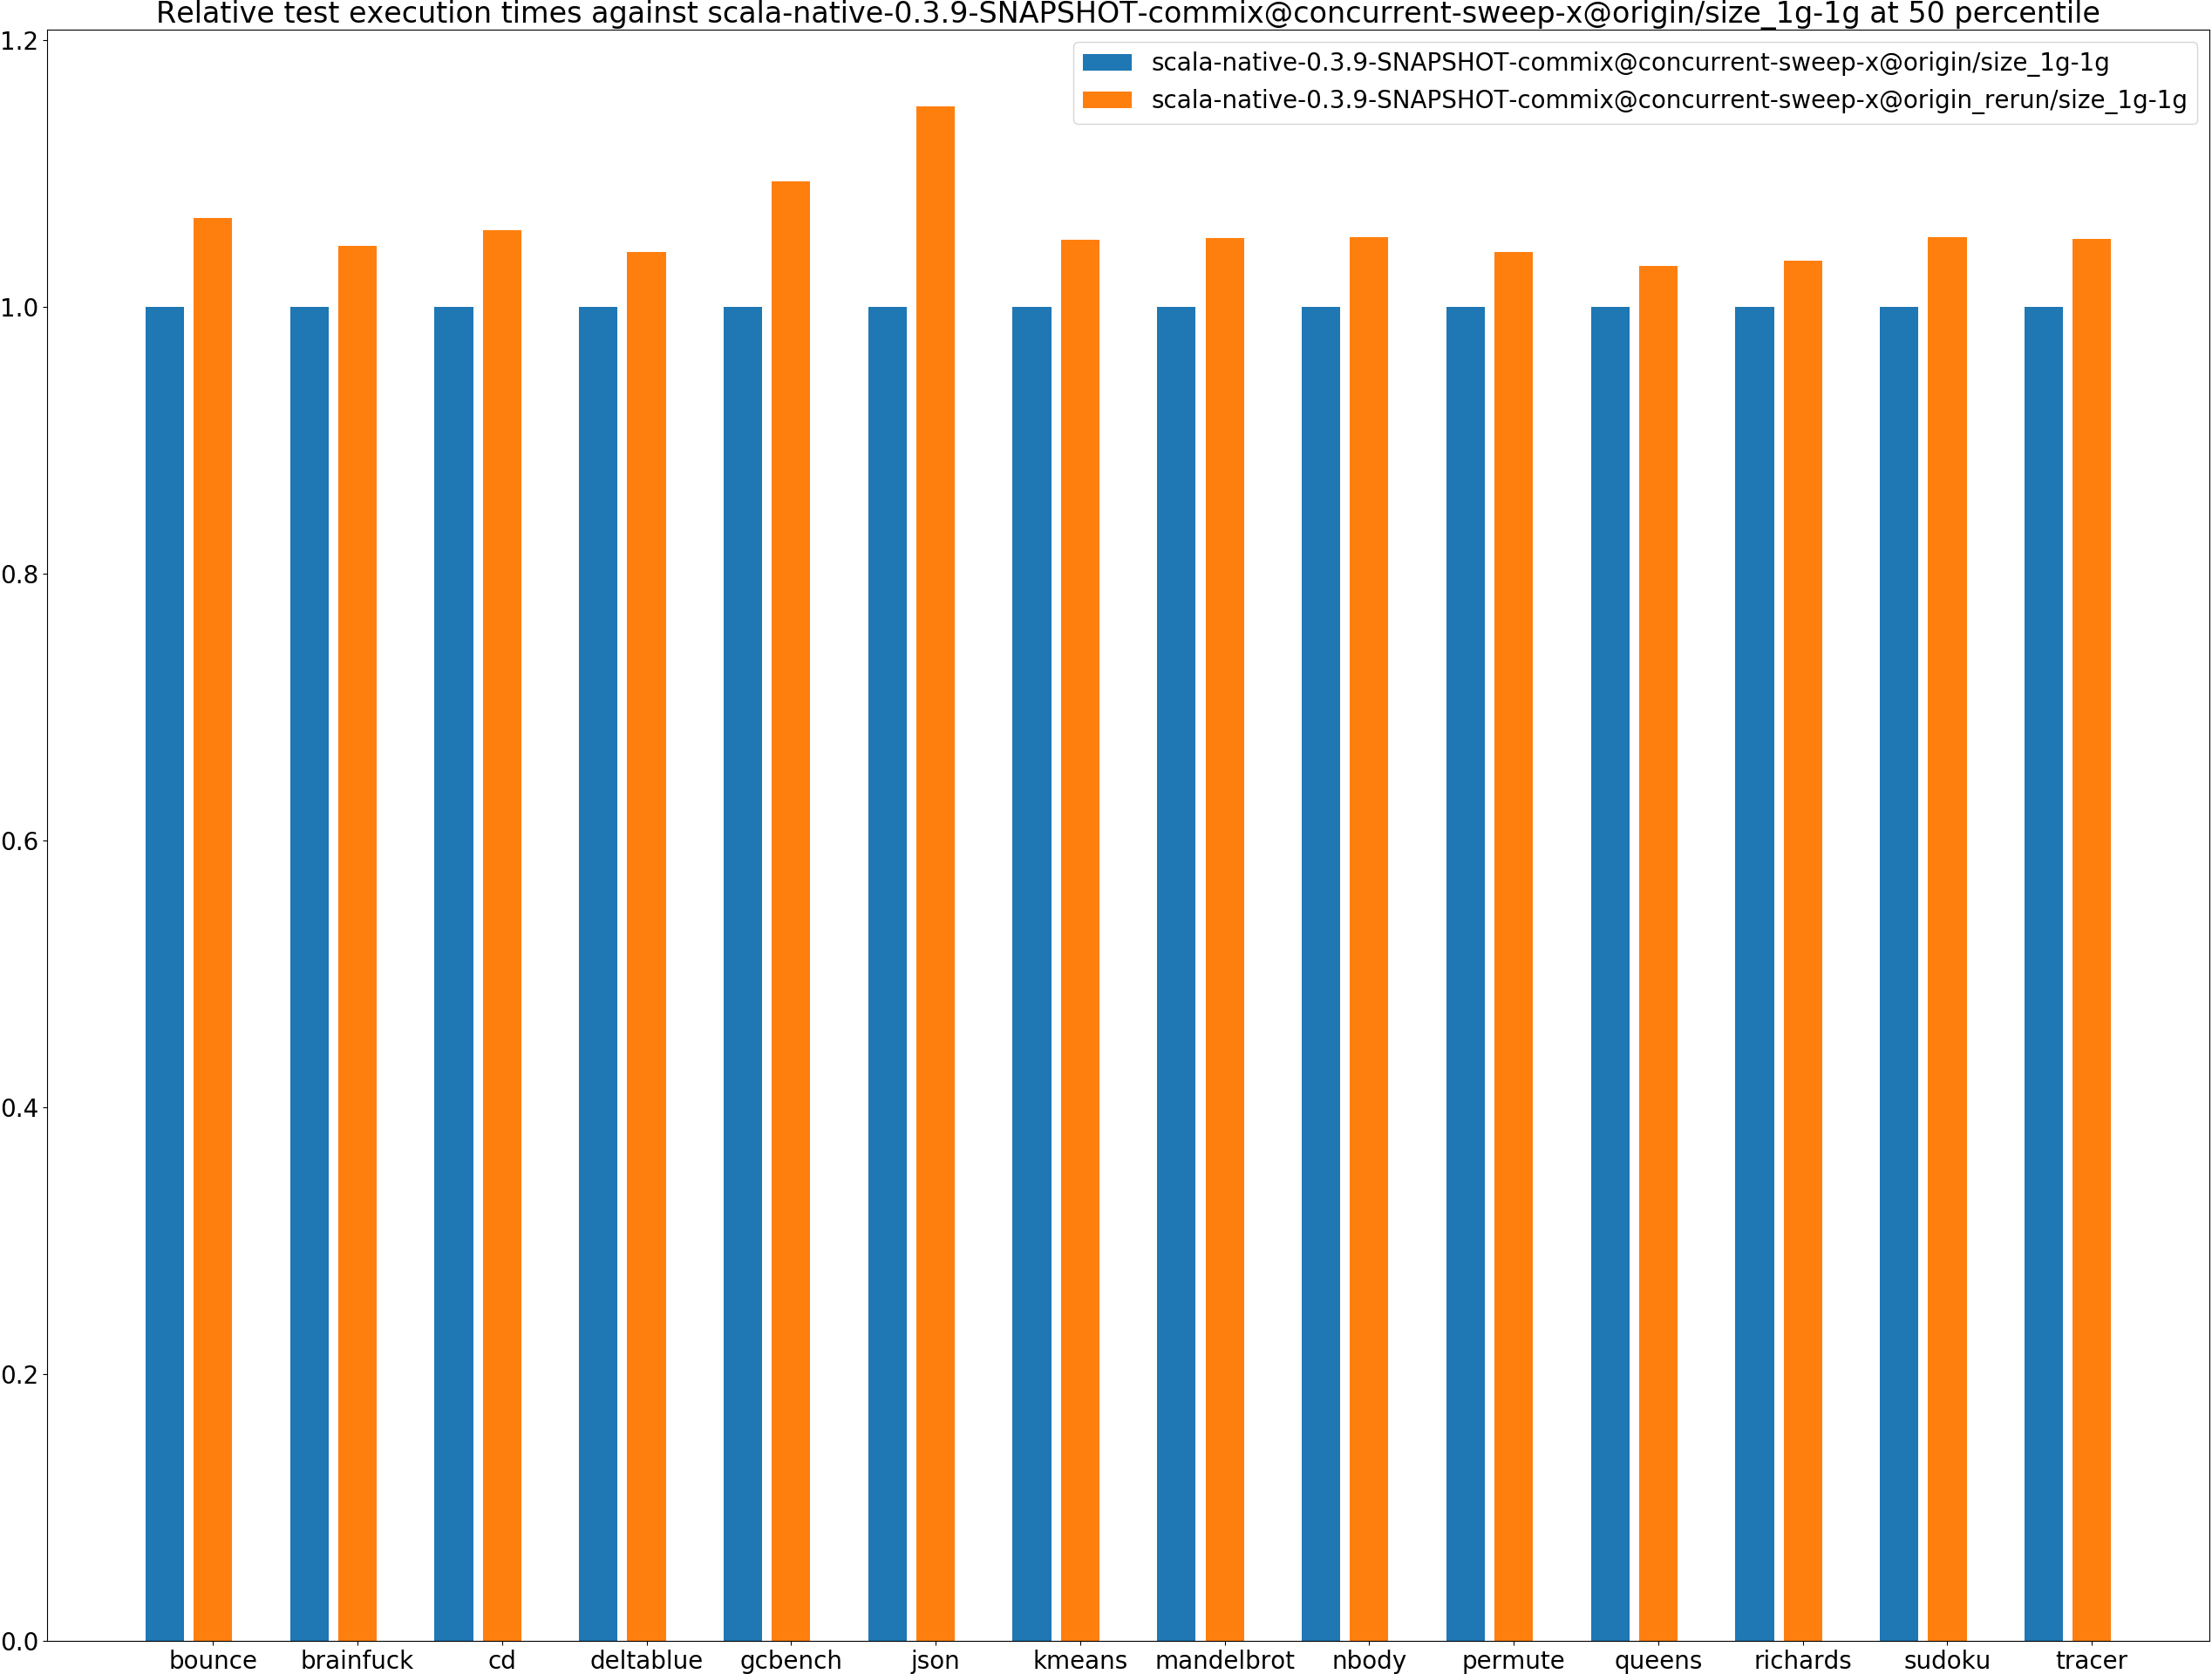 Relative test execution times against scala-native-0.3.9-SNAPSHOT-commix@concurrent-sweep-x@origin/size_1g-1g at 50 percentile
scala-native-0.3.9-SNAPSHOT-commix@concurrent-sweep-x@origin/size_1g-1g
scala-native-0.3.9-SNAPSHOT-commix@concurrent-sweep-x@origin_rerun/size_1g-1g
1.2
1.0
0.8
0.6
0.4
0.2
0.0
bounce brainfuck cd deltablue gcbench json kmeans mandelbrot nbody permute queens richards sudoku tracer